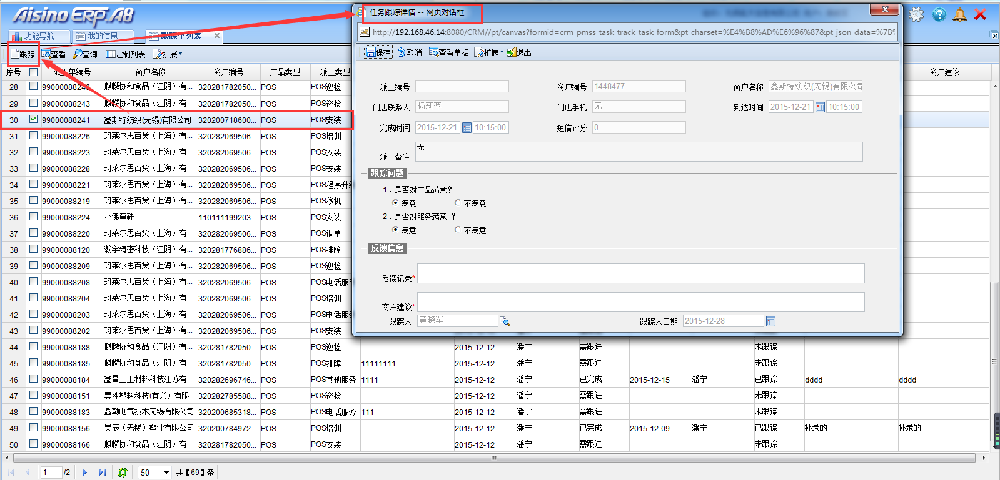 Aisino ERP.A8
功能导航 我的信息 跟踪单列表
跟踪 查看 查询 定制列表 扩展
序号 派工单编号 商户名称 商户编号 产品类型 派工类型 商户建议
28 99000088248 麒麟协和食品（江阴）有... 320281782050... POS POS巡检
29 99000088243 麒麟协和食品（江阴）有... 320281782050... POS POS巡检
30 99000088241 鑫斯特纺织(无锡)有限公司 320200718600... POS POS安装
31 99000088226 珂莱尔思百货（上海）有... 320282069506... POS POS培训
32 99000088223 珂莱尔思百货（上海）有... 320282069506... POS POS安装
33 99000088228 珂莱尔思百货（上海）有... 320282069506... POS POS安装
34 99000088221 珂莱尔思百货（上海）有... 320282069506... POS POS程序升级
35 99000088219 珂莱尔思百货（上海）有... 320282069506... POS POS移机
36 99000088224 小佛童鞋 110111199203... POS POS安装
37 99000088220 珂莱尔思百货（上海）有... 320282069506... POS POS调单
38 99000088120 瀚宇精密科技（江阴）有... 320281776886... POS POS排障
39 99000088209 珂莱尔思百货（上海）有... 320282069506... POS POS巡检
40 99000088208 珂莱尔思百货（上海）有... 320282069506... POS POS电话服务
41 99000088204 珂莱尔思百货（上海）有... 320282069506... POS POS培训
42 99000088203 珂莱尔思百货（上海）有... 320282069506... POS POS电话服务
43 99000088202 珂莱尔思百货（上海）有... 320282069506... POS POS安装
44 99000088188 麒麟协和食品（江阴）有... 320281782050... POS POS巡检 2015-12-12 潘宁 需跟进 未跟踪
45 99000088185 麒麟协和食品（江阴）有... 320281782050... POS POS排障 11111111 2015-12-12 潘宁 需跟进 未跟踪
46 99000088184 鑫昌土工材料科技江苏有... 320282696746... POS POS其他服务 1111 2015-12-12 潘宁 已完成 2015-12-15 潘宁 已跟踪 dddd dddd
47 99000088151 昊胜塑料科技(宜兴）有限... 320282785588... POS POS巡检 2015-12-12 潘宁 需跟进 未跟踪
48 99000088183 鑫勒电气技术无锡有限公司 320200685318... POS POS电话服务 111 2015-12-12 潘宁 需跟进 未跟踪
49 99000088156 昊辰（无锡）塑业有限公司 320200784972... POS POS培训 2015-12-12 潘宁 已完成 2015-12-09 潘宁 已跟踪 补录的 补录的
50 99000088166 麒麟协和食品（江阴）有... 320281782050... POS POS安装 2015-12-12 潘宁 需跟进 未跟踪
1 /2 50 共【69】条
任务跟踪详情 -- 网页对话框
http://192.168.46.14:8080/CRM//pt/canvas?formid=crm_pmss_task_track_task_form&pt_charset=%E4%B8%AD%E6%96%87&pt_json_data=%7B%
保存 取消 查看单据 扩展 退出
派工编号 商户编号 1448477 商户名称 鑫斯特纺织(无锡)有限公司
门店联系人 杨莉萍 门店手机 无 到达时间 2015-12-21 10:15:00
完成时间 2015-12-21 10:15:00 短信评分 0
派工备注 无
跟踪问题
1、是否对产品满意?
满意 不满意
2、是否对服务满意 ？
满意 不满意
反馈信息
反馈记录*
商户建议*
跟踪人 黄晓军 跟踪人日期 2015-12-28